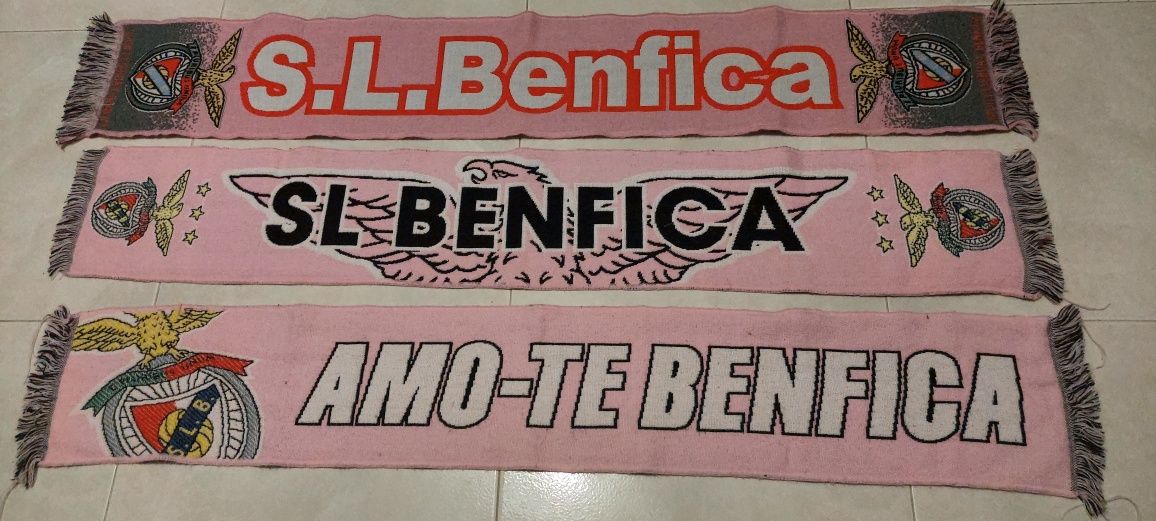 S.L.Benfica
SL BENFICA
AMO-TE BENFICA
S.L.B